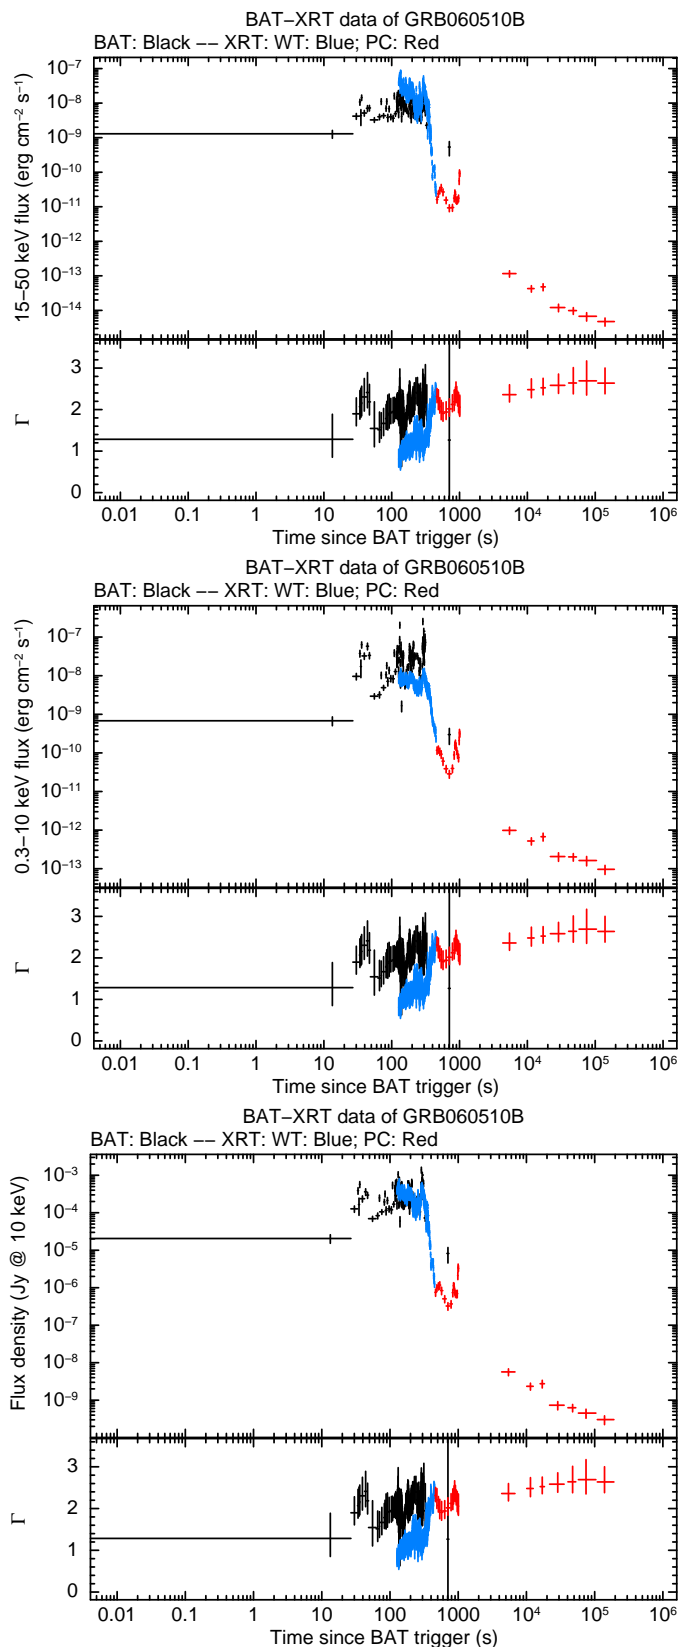 BAT−XRT data of GRB060510B
BAT: Black −− XRT: WT: Blue; PC: Red
15−50 keV flux (erg cm⁻² s⁻¹)
10⁻⁷
10⁻⁸
10⁻⁹
10⁻¹⁰
10⁻¹¹
10⁻¹²
10⁻¹³
10⁻¹⁴
Γ
3
2
1
0
0.01 0.1 1 10 100 1000 10⁴ 10⁵ 10⁶
Time since BAT trigger (s)
BAT−XRT data of GRB060510B
BAT: Black −− XRT: WT: Blue; PC: Red
0.3−10 keV flux (erg cm⁻² s⁻¹)
10⁻⁷
10⁻⁸
10⁻⁹
10⁻¹⁰
10⁻¹¹
10⁻¹²
10⁻¹³
Γ
3
2
1
0
0.01 0.1 1 10 100 1000 10⁴ 10⁵ 10⁶
Time since BAT trigger (s)
BAT−XRT data of GRB060510B
BAT: Black −− XRT: WT: Blue; PC: Red
Flux density (Jy @ 10 keV)
10⁻³
10⁻⁴
10⁻⁵
10⁻⁶
10⁻⁷
10⁻⁸
10⁻⁹
Γ
3
2
1
0
0.01 0.1 1 10 100 1000 10⁴ 10⁵ 10⁶
Time since BAT trigger (s)